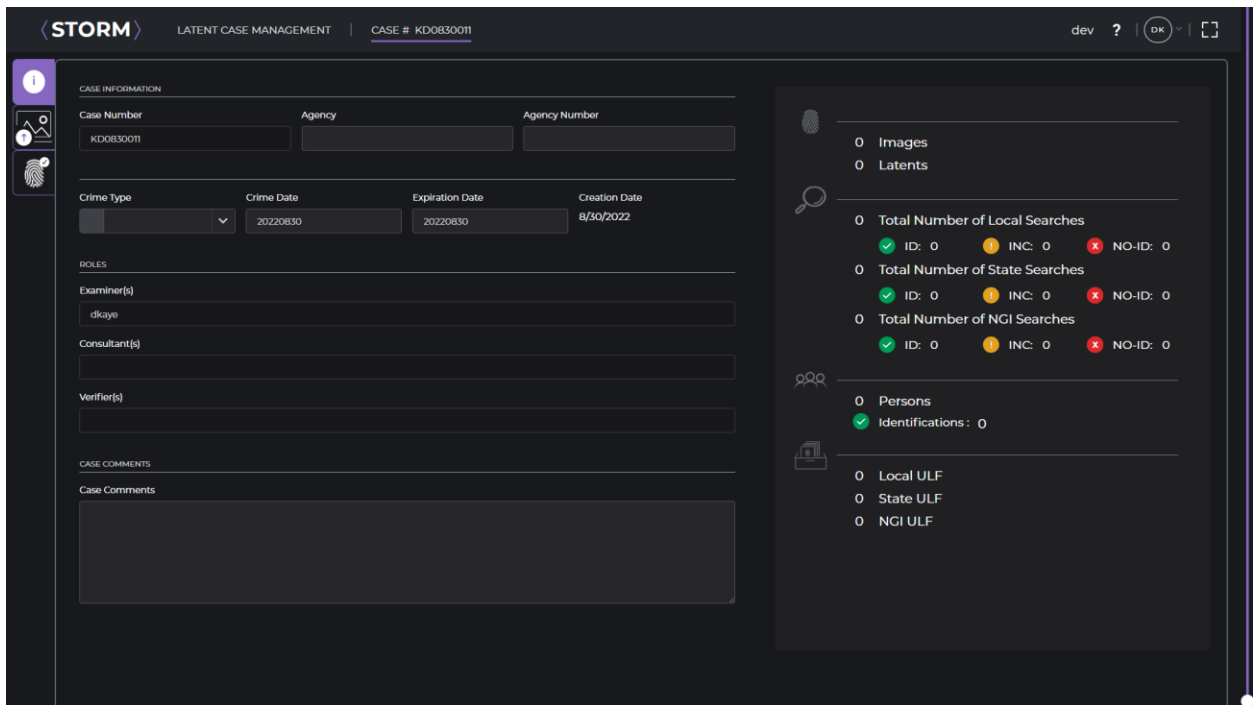 ⟨STORM⟩ LATENT CASE MANAGEMENT | CASE # KD0830011 dev ? | DK |
CASE INFORMATION
Case Number Agency Agency Number
KD0830011
Crime Type Crime Date Expiration Date Creation Date
20220830 20220830 8/30/2022
ROLES
Examiner(s)
dkaye
Consultant(s)
Verifier(s)
CASE COMMENTS
Case Comments
0 Images
0 Latents
0 Total Number of Local Searches
ID: 0 INC: 0 NO-ID: 0
0 Total Number of State Searches
ID: 0 INC: 0 NO-ID: 0
0 Total Number of NGI Searches
ID: 0 INC: 0 NO-ID: 0
0 Persons
Identifications: 0
0 Local ULF
0 State ULF
0 NGI ULF